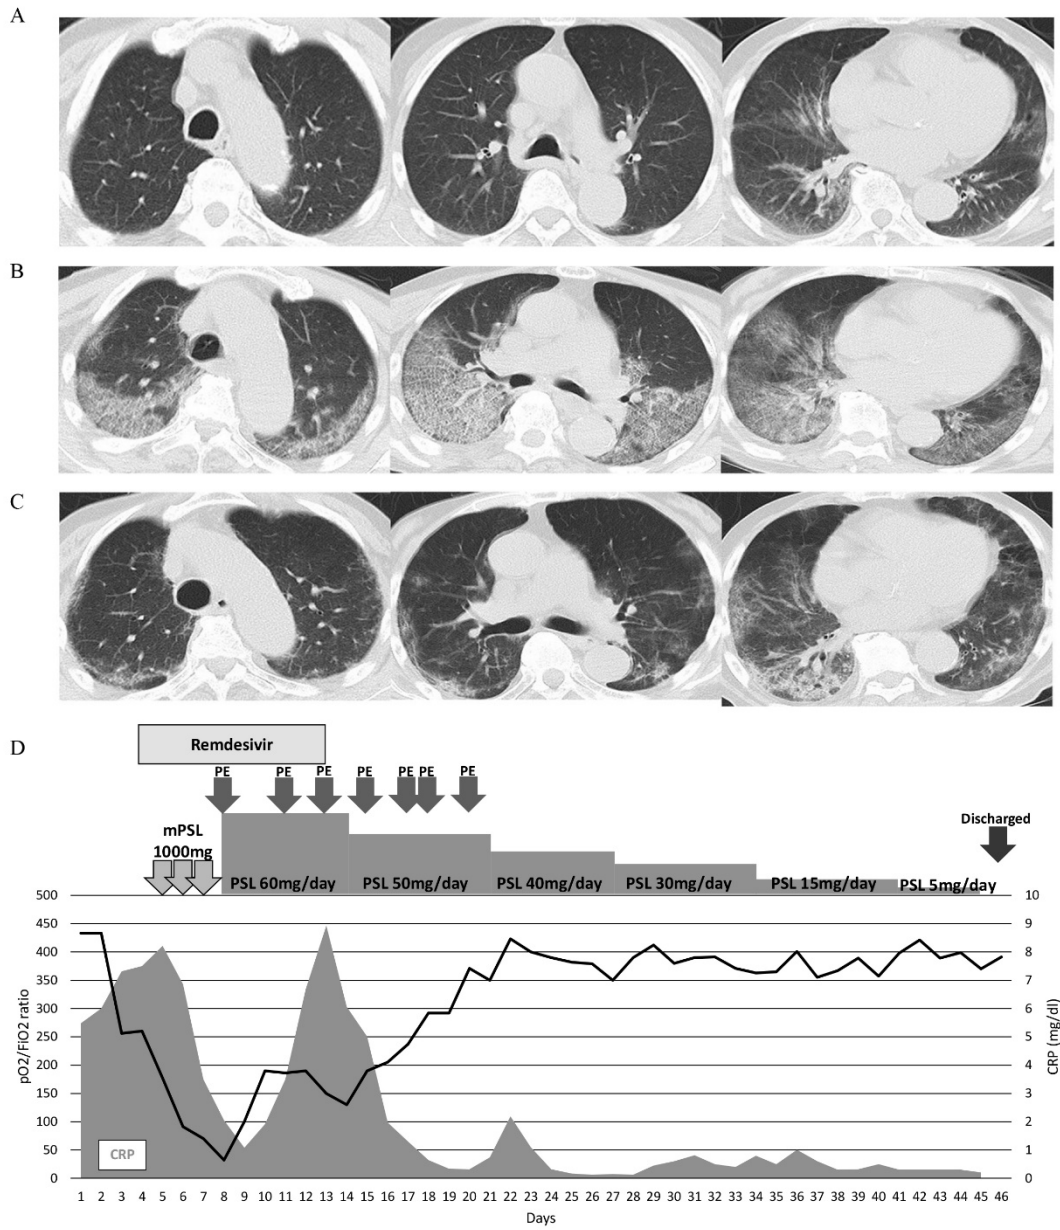 A
B
C
D
Remdesivir
PE PE PE PE PE PE PE
Discharged
mPSL
1000mg
PSL 60mg/day PSL 50mg/day PSL 40mg/day PSL 30mg/day PSL 15mg/day PSL 5mg/day
500 10
450 9
400 8
350 7
300 6
250 5
200 4
150 3
100 2
50 1
0 0
pO2/FiO2 ratio
CRP (mg/dl)
CRP
1 2 3 4 5 6 7 8 9 10 11 12 13 14 15 16 17 18 19 20 21 22 23 24 25 26 27 28 29 30 31 32 33 34 35 36 37 38 39 40 41 42 43 44 45 46
Days